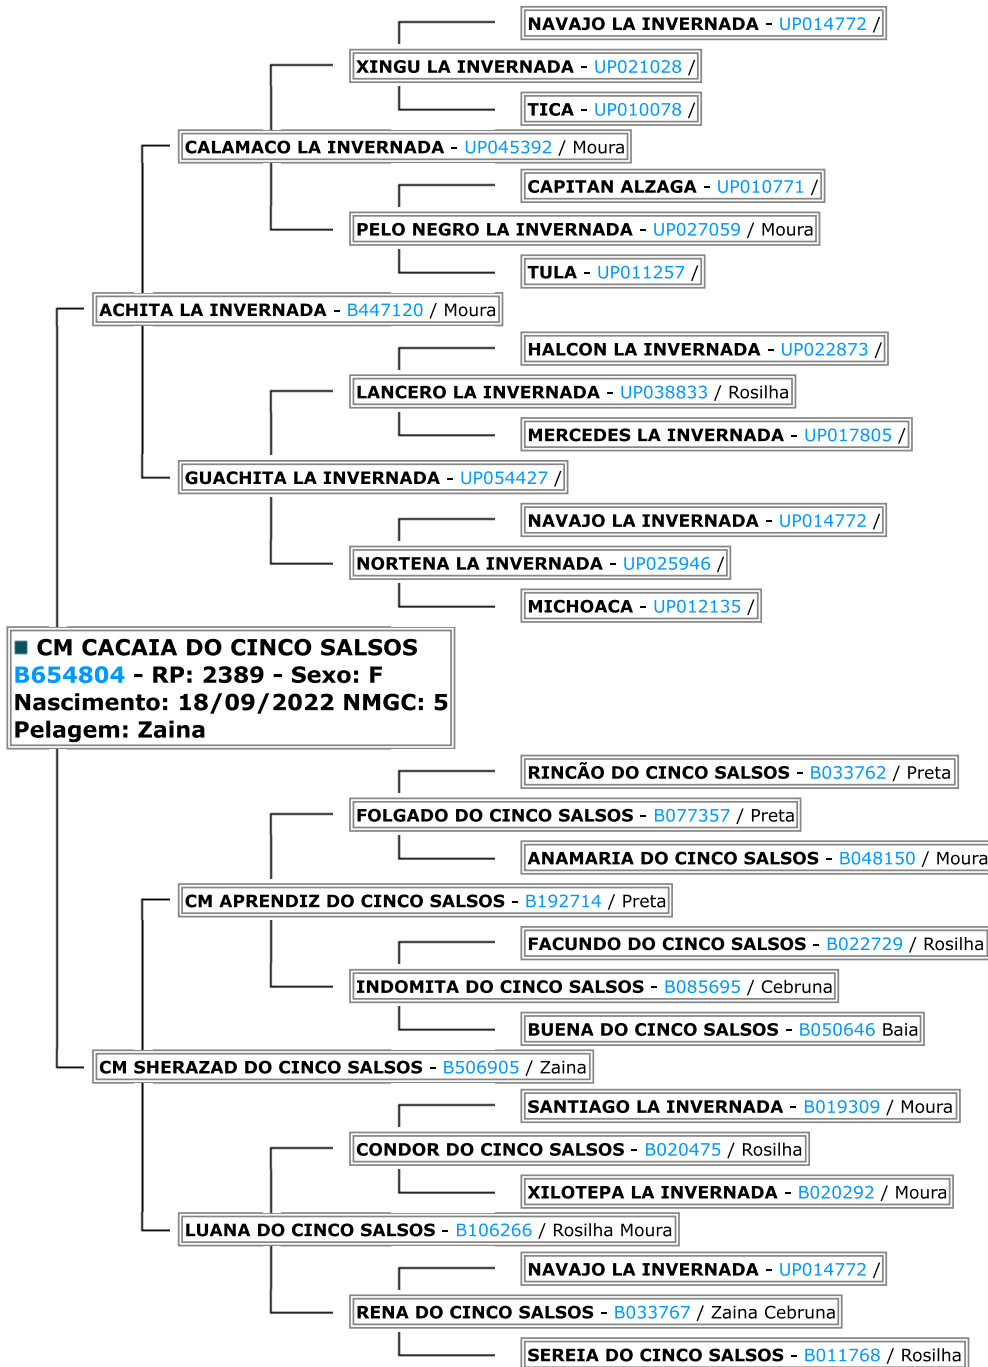 NAVAJO LA INVERNADA - UP014772 /
XINGU LA INVERNADA - UP021028 /
TICA - UP010078 /
CALAMACO LA INVERNADA - UP045392 / Moura
CAPITAN ALZAGA - UP010771 /
PELO NEGRO LA INVERNADA - UP027059 / Moura
TULA - UP011257 /
ACHITA LA INVERNADA - B447120 / Moura
HALCON LA INVERNADA - UP022873 /
LANCERO LA INVERNADA - UP038833 / Rosilha
MERCEDES LA INVERNADA - UP017805 /
GUACHITA LA INVERNADA - UP054427 /
NAVAJO LA INVERNADA - UP014772 /
NORTENA LA INVERNADA - UP025946 /
MICHOACA - UP012135 /
CM CACAIA DO CINCO SALSOS
B654804 - RP: 2389 - Sexo: F
Nascimento: 18/09/2022 NMGC: 5
Pelagem: Zaina
RINCÃO DO CINCO SALSOS - B033762 / Preta
FOLGADO DO CINCO SALSOS - B077357 / Preta
ANAMARIA DO CINCO SALSOS - B048150 / Moura
CM APRENDIZ DO CINCO SALSOS - B192714 / Preta
FACUNDO DO CINCO SALSOS - B022729 / Rosilha
INDOMITA DO CINCO SALSOS - B085695 / Cebruna
BUENA DO CINCO SALSOS - B050646 Baia
CM SHERAZAD DO CINCO SALSOS - B506905 / Zaina
SANTIAGO LA INVERNADA - B019309 / Moura
CONDOR DO CINCO SALSOS - B020475 / Rosilha
XILOTEPA LA INVERNADA - B020292 / Moura
LUANA DO CINCO SALSOS - B106266 / Rosilha Moura
NAVAJO LA INVERNADA - UP014772 /
RENA DO CINCO SALSOS - B033767 / Zaina Cebruna
SEREIA DO CINCO SALSOS - B011768 / Rosilha